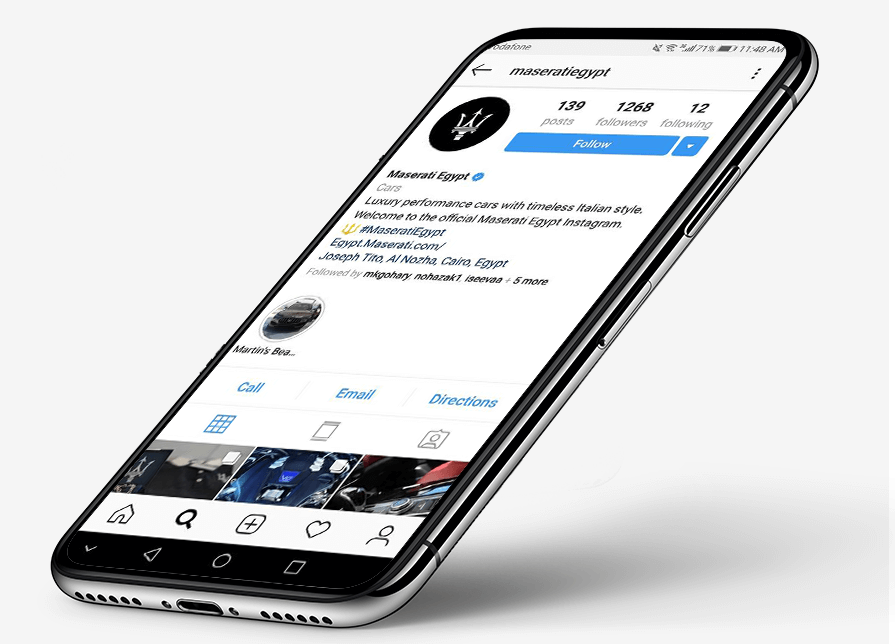 odafone 71% 11:48 AM
maseratiegypt
139 1268 12
posts followers following
Follow
Maserati Egypt
Cars
Luxury performance cars with timeless Italian style.
Welcome to the official Maserati Egypt Instagram.
#MaseratiEgypt
Egypt.Maserati.com/
Joseph Tito, Al Nozha, Cairo, Egypt
Followed by mkgohary, nohazak1, iseevaa + 5 more
Martin's Bea...
Call Email Directions